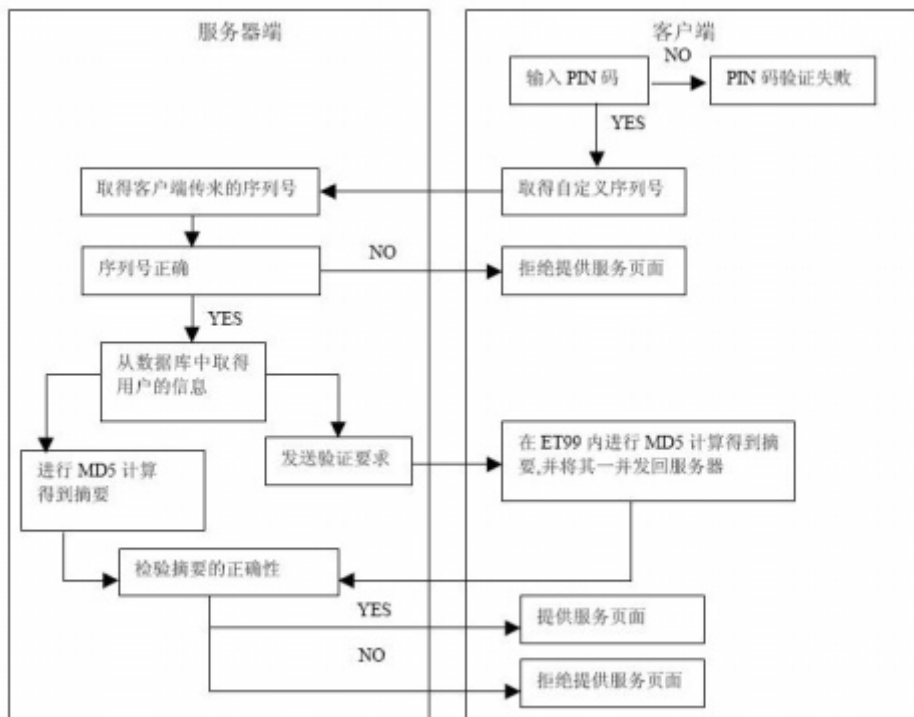 服务器端
客户端
输入 PIN 码
NO
PIN 码验证失败
YES
取得客户端传来的序列号
取得自定义序列号
序列号正确
NO
拒绝提供服务页面
YES
从数据库中取得
用户的信息
发送验证要求
在 ET99 内进行 MD5 计算得到摘
要,并将其一并发回服务器
进行 MD5 计算
得到摘要
检验摘要的正确性
YES
提供服务页面
NO
拒绝提供服务页面